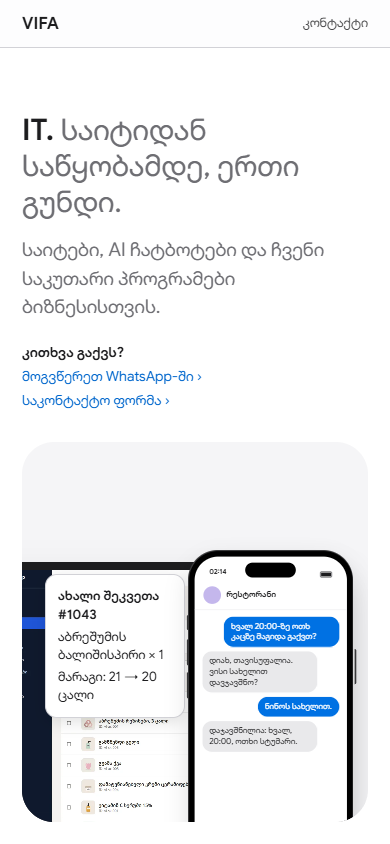 VIFA
კონტაქტი
IT. საიტიდან
საწყობამდე, ერთი
გუნდი.
საიტები, AI ჩატბოტები და ჩვენი
საკუთარი პროგრამები
ბიზნესისთვის.
კითხვა გაქვს?
მოგვწერეთ WhatsApp-ში ›
საკონტაქტო ფორმა ›
ახალი შეკვეთა
#1043
აბრეშუმის
ბალიშისპირი × 1
მარაგი: 21 → 20
ცალი
02:14
რესტორანი
ხვალ 20:00-ზე ოთხ
კაცზე მაგიდა გაქვთ?
დიახ, თავისუფალია.
ვისი სახელით
დავჯავშნო?
ნინოს სახელით.
დაჯავშნილია: ხვალ,
20:00, ოთხი სტუმარი.